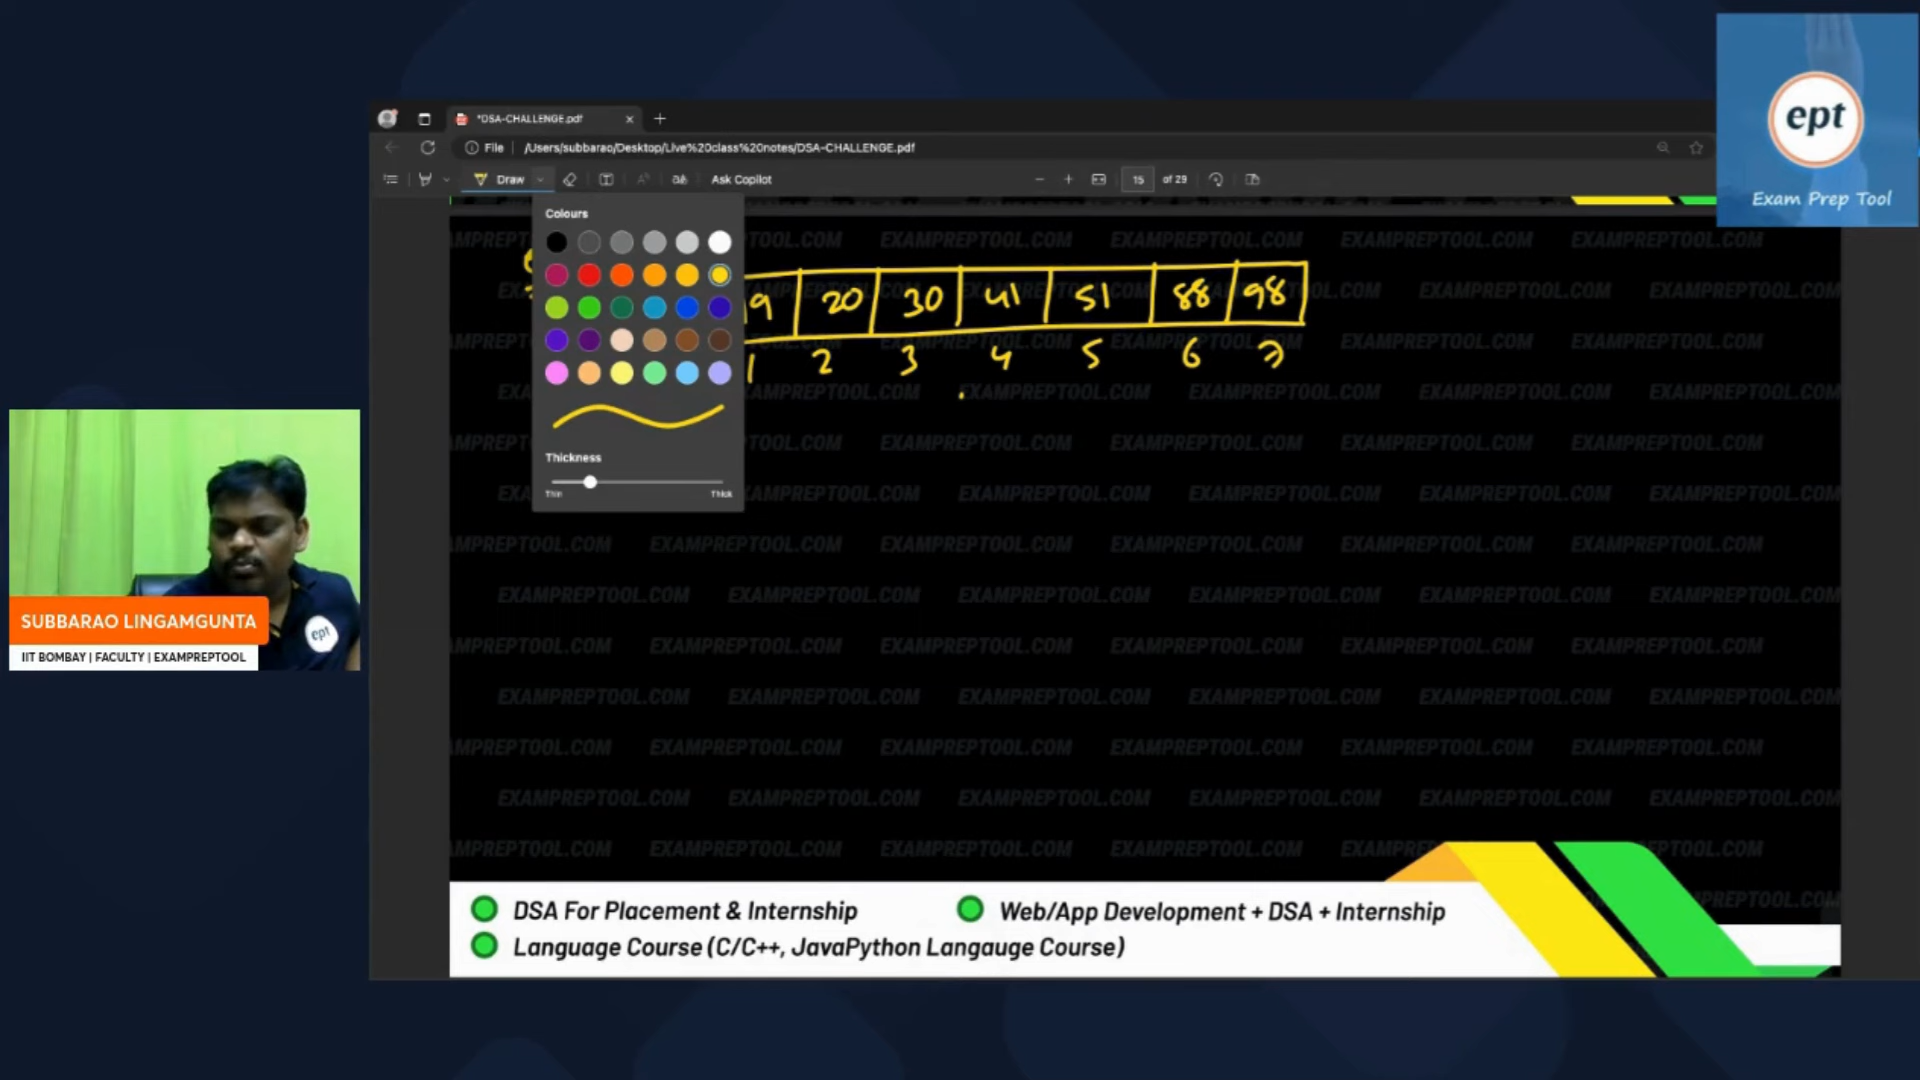 ept
Exam Prep Tool
*DSA-CHALLENGE.pdf
File | /Users/subbarao/Desktop/Live%20class%20notes/DSA-CHALLENGE.pdf
Draw
Ask Copilot
15 of 29
Colours
Thickness
Thin Thick
20 30 41 51 88 98
1 2 3 4 5 6 7
EXAMPREPTOOL.COM
SUBBARAO LINGAMGUNTA
IIT BOMBAY | FACULTY | EXAMPREPTOOL
ept
DSA For Placement & Internship
Web/App Development + DSA + Internship
Language Course (C/C++, JavaPython Langauge Course)